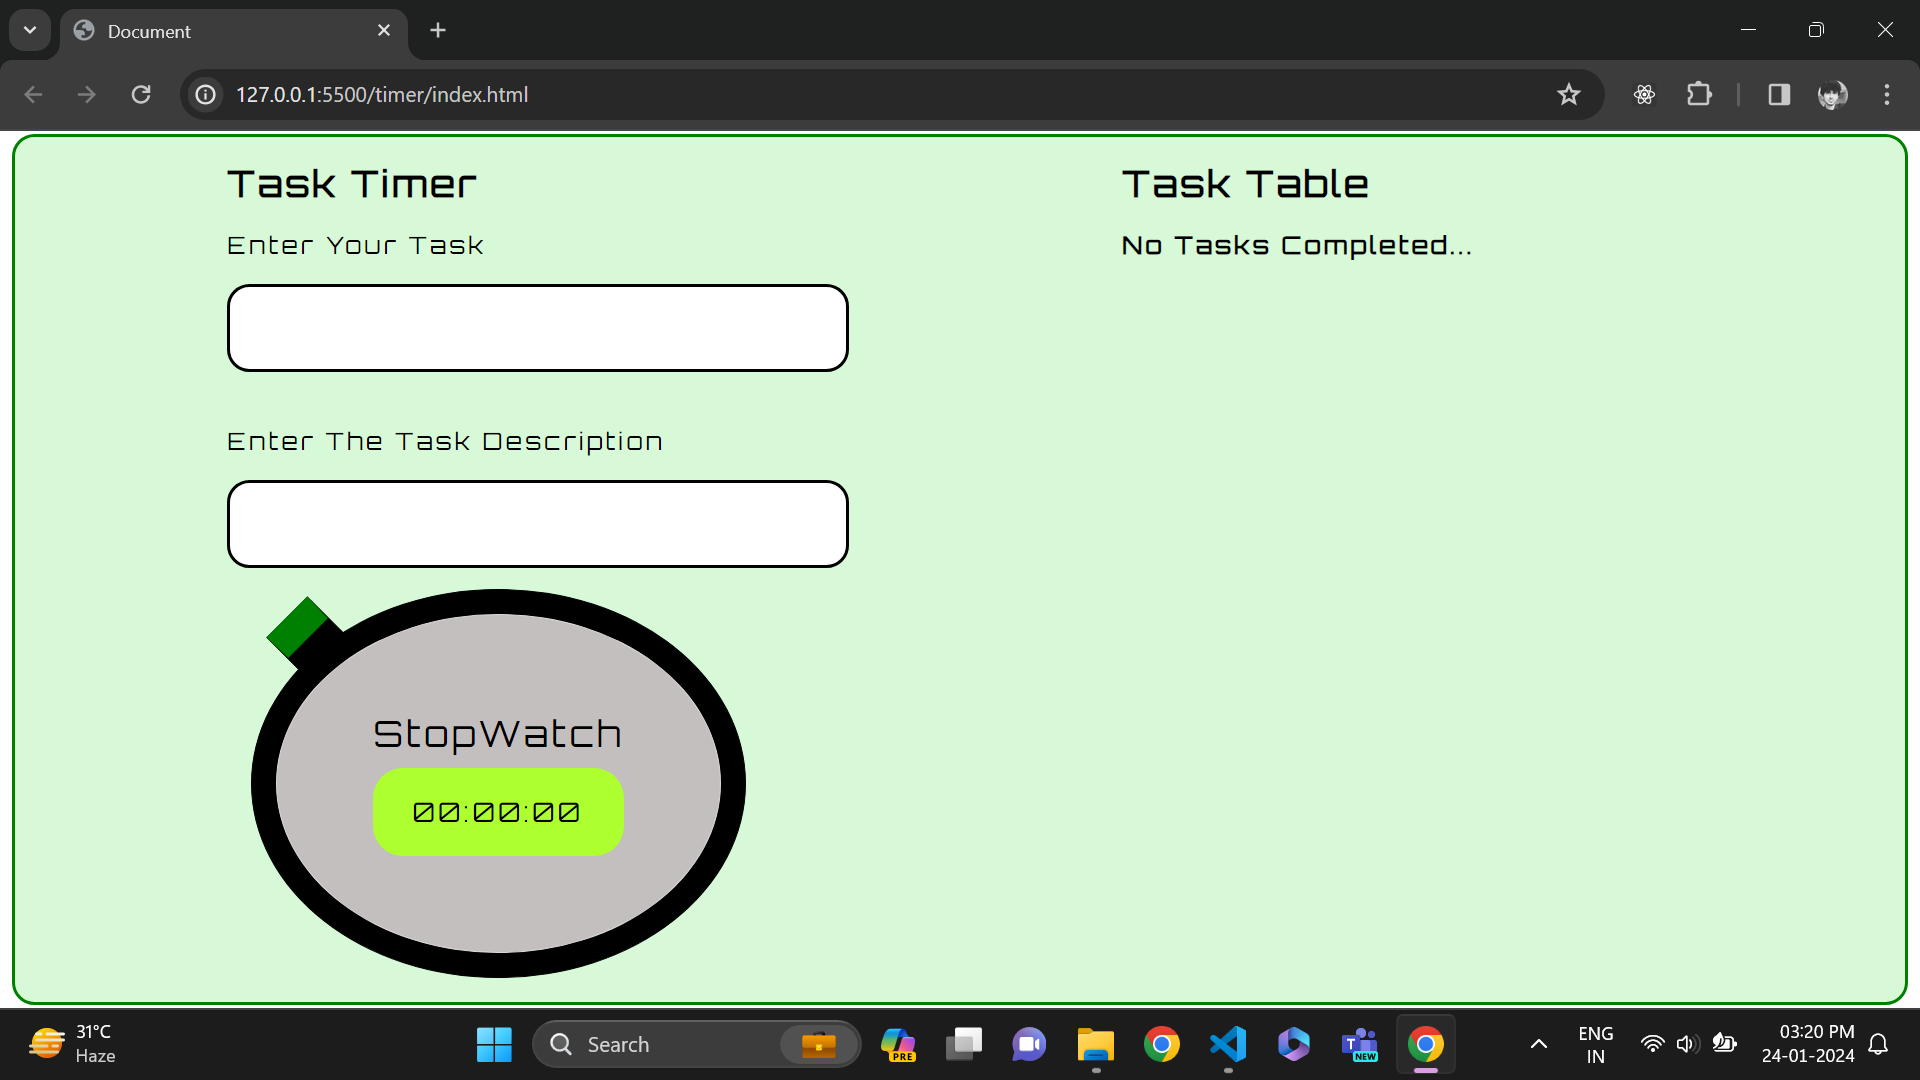 Document
127.0.0.1:5500/timer/index.html
Task Timer
Enter Your Task
Enter The Task Description
StopWatch
00:00:00
Task Table
No Tasks Completed...
31°C
Haze
Search
PRE
T
NEW
ENG
IN
03:20 PM
24-01-2024